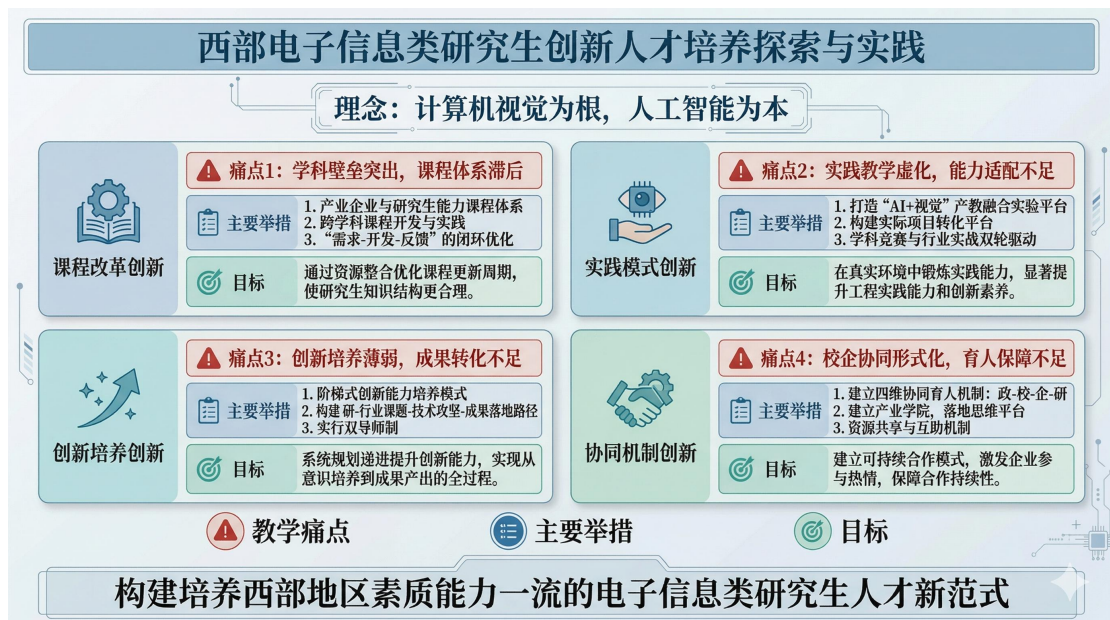 西部电子信息类研究生创新人才培养探索与实践
理念：计算机视觉为根，人工智能为本
课程改革创新
痛点1：学科壁垒突出，课程体系滞后
主要举措
1. 产业企业与研究生能力课程体系
2. 跨学科课程开发与实践
3. “需求-开发-反馈”的闭环优化
目标
通过资源整合优化课程更新周期，
使研究生知识结构更合理。
实践模式创新
痛点2：实践教学虚化，能力适配不足
主要举措
1. 打造“AI+视觉”产教融合实验平台
2. 构建实际项目转化平台
3. 学科竞赛与行业实战双轮驱动
目标
在真实环境中锻炼实践能力，显著提
升工程实践能力和创新素养。
创新培养创新
痛点3：创新培养薄弱，成果转化不足
主要举措
1. 阶梯式创新能力培养模式
2. 构建 研-行业课题-技术攻坚-成果落地路径
3. 实行双导师制
目标
系统规划递进提升创新能力，实现从
意识培养到成果产出的全过程。
协同机制创新
痛点4：校企协同形式化，育人保障不足
主要举措
1. 建立四维协同育人机制：政-校-企-研
2. 建立产业学院，落地思维平台
3. 资源共享与互助机制
目标
建立可持续合作模式，激发企业参
与热情，保障合作持续性。
教学痛点
主要举措
目标
构建培养西部地区素质能力一流的电子信息类研究生人才新范式